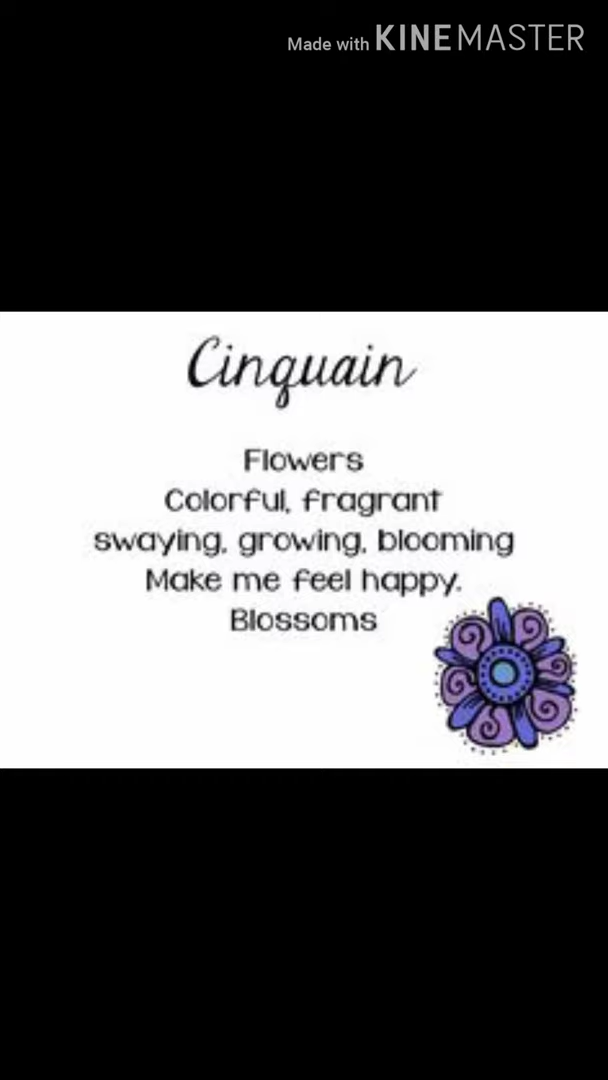 Made with KINEMASTER
Cinquain
Flowers
Colorful, fragrant
swaying, growing, blooming
Make me feel happy.
Blossoms